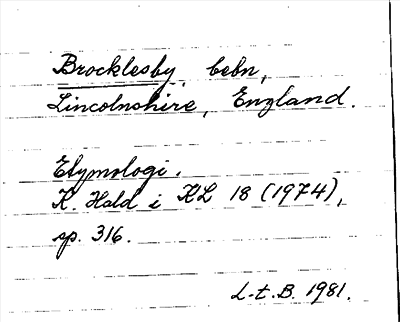 Brocklesby, bebn,
Lincolnshire, England.
Etymologi.
K. Hald i KL 18 (1974),
sp. 316.
L.t.B. 1981.